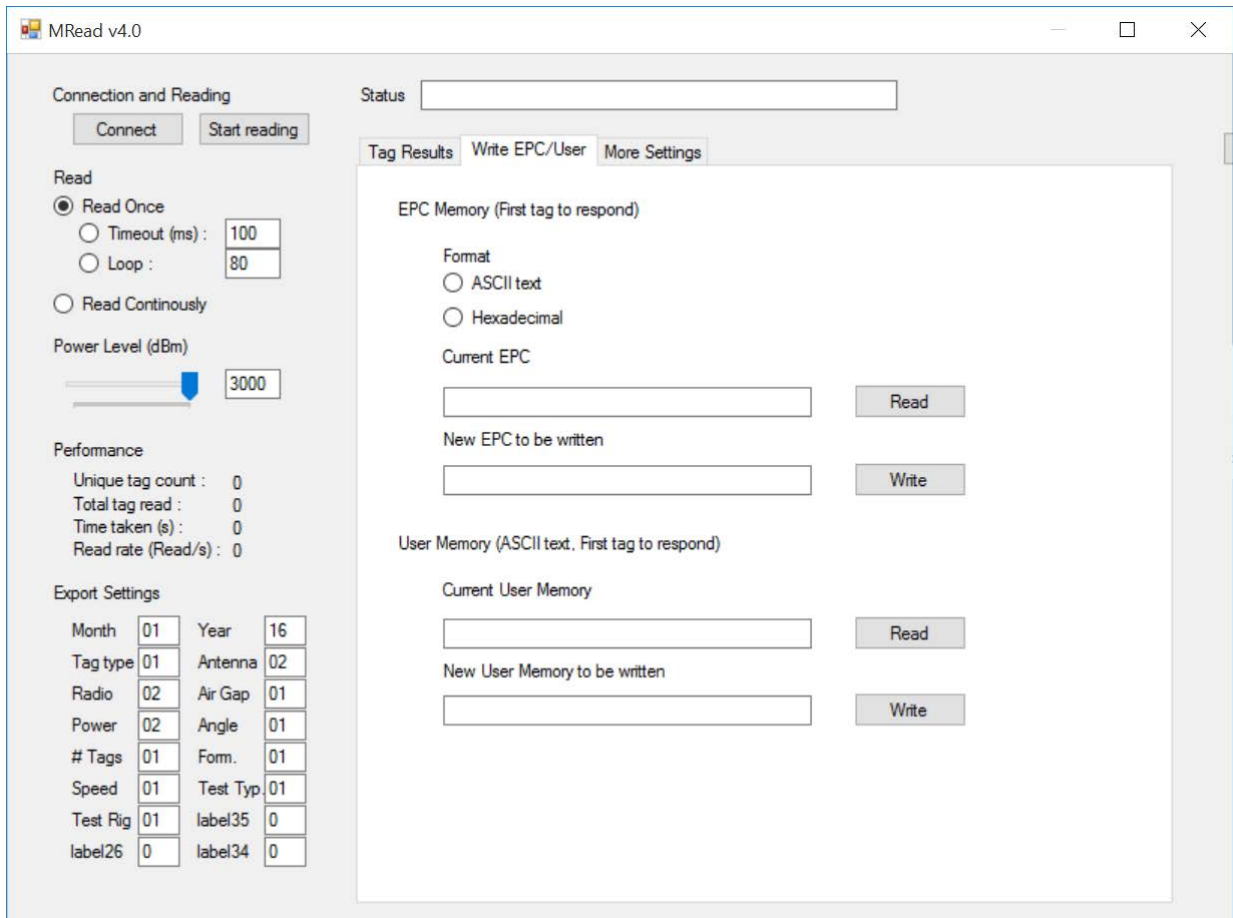 MRead v4.0
Connection and Reading
Connect Start reading
Read
Read Once
Timeout (ms) : 100
Loop : 80
Read Continously
Power Level (dBm)
3000
Performance
Unique tag count : 0
Total tag read : 0
Time taken (s) : 0
Read rate (Read/s) : 0
Export Settings
Month 01 Year 16
Tag type 01 Antenna 02
Radio 02 Air Gap 01
Power 02 Angle 01
# Tags 01 Form. 01
Speed 01 Test Typ. 01
Test Rig 01 label35 0
label26 0 label34 0
Status
Tag Results Write EPC/User More Settings
EPC Memory (First tag to respond)
Format
ASCII text
Hexadecimal
Current EPC
Read
New EPC to be written
Write
User Memory (ASCII text, First tag to respond)
Current User Memory
Read
New User Memory to be written
Write